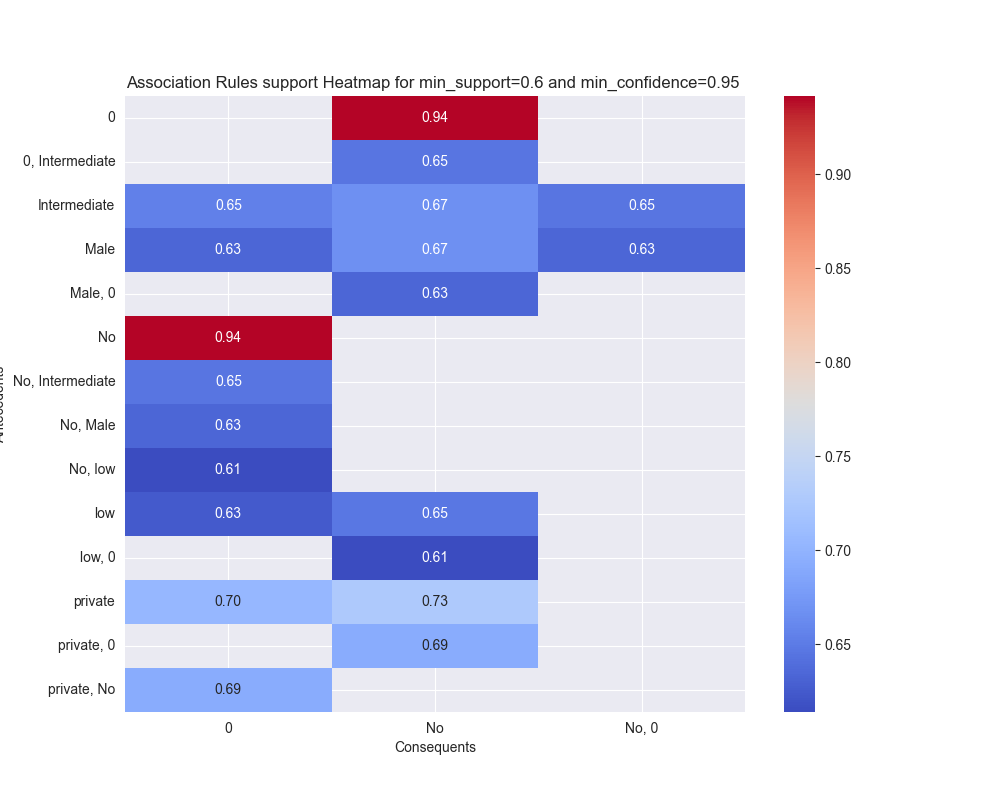 Association Rules support Heatmap for min_support=0.6 and min_confidence=0.95
0 0.94
0, Intermediate 0.65
Intermediate 0.65 0.67 0.65
Male 0.63 0.67 0.63
Male, 0 0.63
No 0.94
No, Intermediate 0.65
No, Male 0.63
No, low 0.61
low 0.63 0.65
low, 0 0.61
private 0.70 0.73
private, 0 0.69
private, No 0.69
0 No No, 0
Consequents
0.90
0.85
0.80
0.75
0.70
0.65